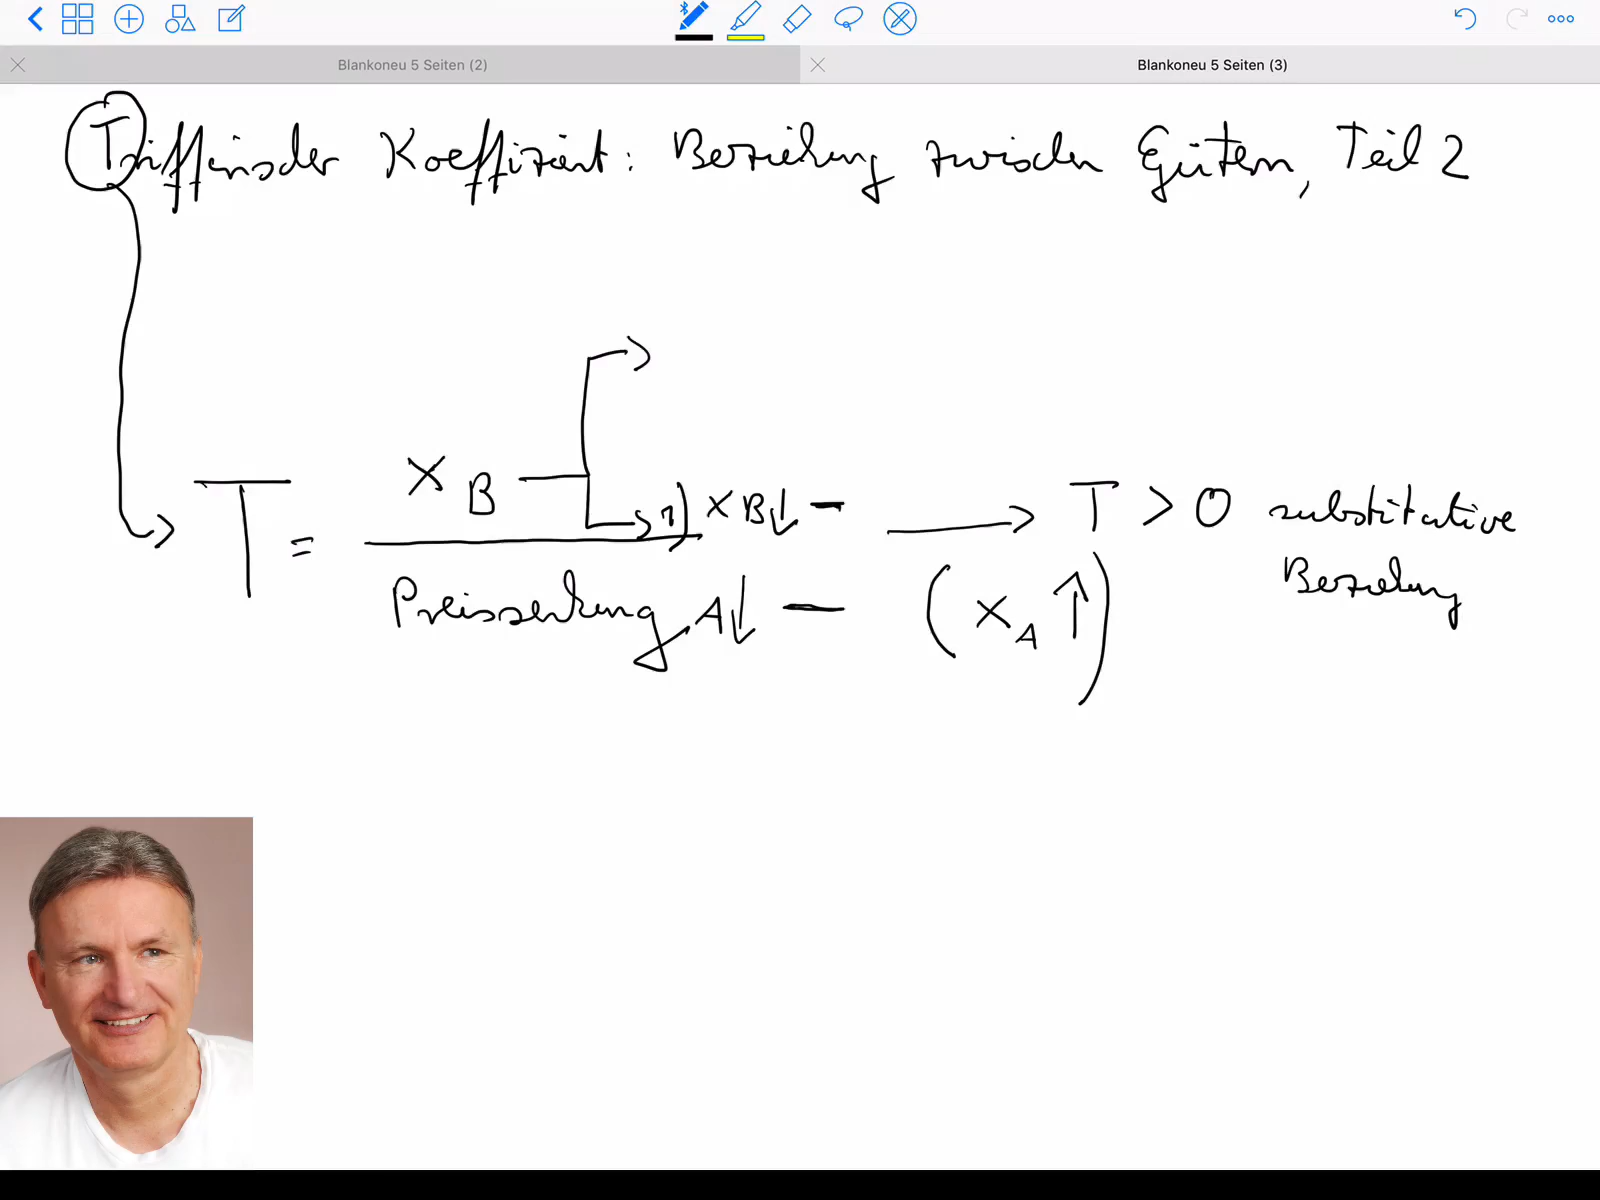 Blankoneu 5 Seiten (2)
Blankoneu 5 Seiten (3)
Triffinscher Koeffizient: Beziehung zwischen Gütern, Teil 2
T = X B
1) X B↓ − → T > 0 substitutive
Beziehung
Preissenkung A↓ − (X A ↑)